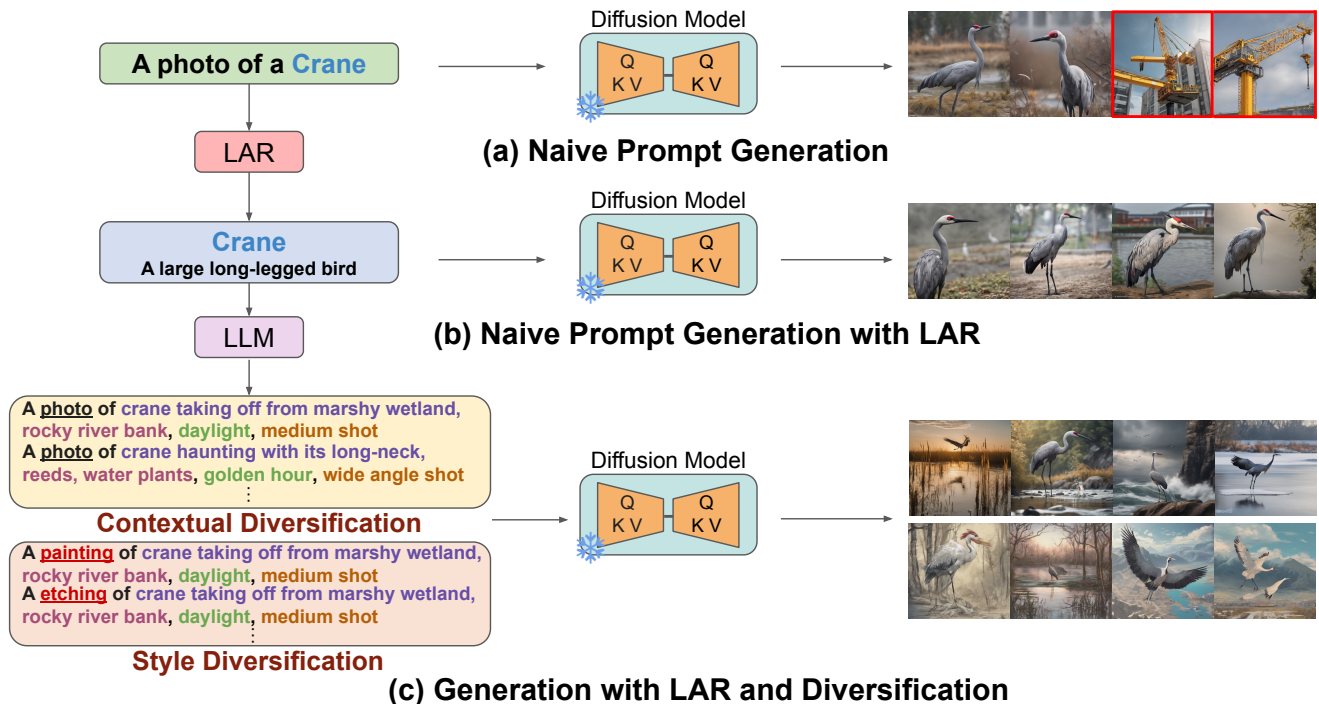 A photo of a Crane
Diffusion Model
Q
K V
Q
K V
(a) Naive Prompt Generation
LAR
Crane
A large long-legged bird
Diffusion Model
Q
K V
Q
K V
(b) Naive Prompt Generation with LAR
LLM
A photo of crane taking off from marshy wetland,
rocky river bank, daylight, medium shot
A photo of crane haunting with its long-neck,
reeds, water plants, golden hour, wide angle shot
⋮
Contextual Diversification
A painting of crane taking off from marshy wetland,
rocky river bank, daylight, medium shot
A etching of crane taking off from marshy wetland,
rocky river bank, daylight, medium shot
⋮
Style Diversification
Diffusion Model
Q
K V
Q
K V
(c) Generation with LAR and Diversification